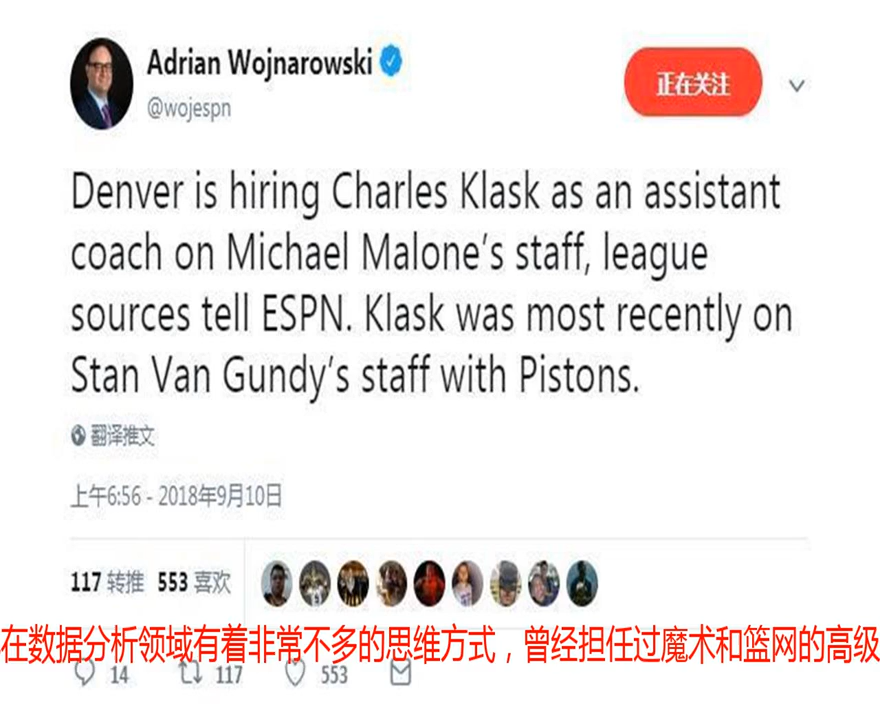 Adrian Wojnarowski
@wojespn
正在关注
Denver is hiring Charles Klask as an assistant
coach on Michael Malone's staff, league
sources tell ESPN. Klask was most recently on
Stan Van Gundy's staff with Pistons.
翻译推文
上午6:56 - 2018年9月10日
117 转推 553 喜欢
在数据分析领域有着非常不多的思维方式，曾经担任过魔术和篮网的高级
14 117 553